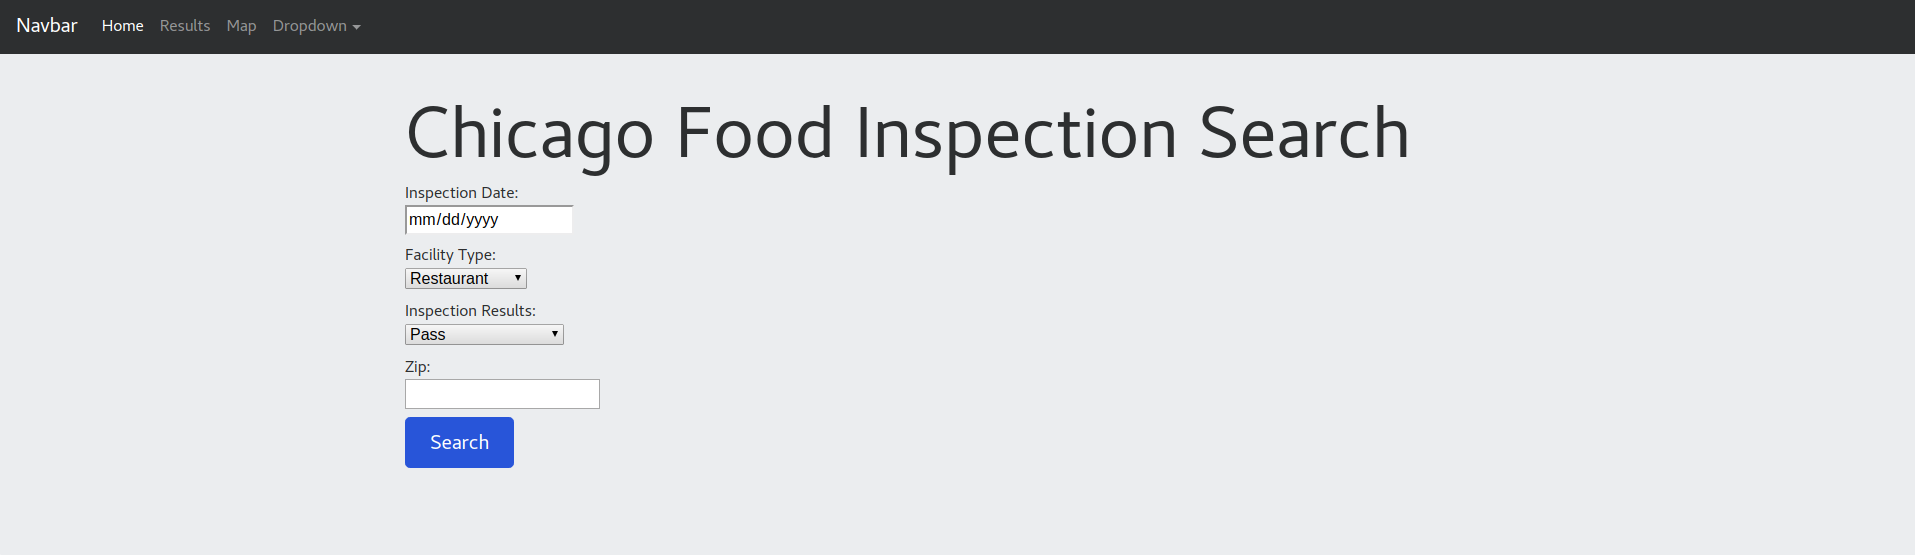 Navbar Home Results Map Dropdown
Chicago Food Inspection Search
Inspection Date:
mm/dd/yyyy
Facility Type:
Restaurant
Inspection Results:
Pass
Zip:
Search